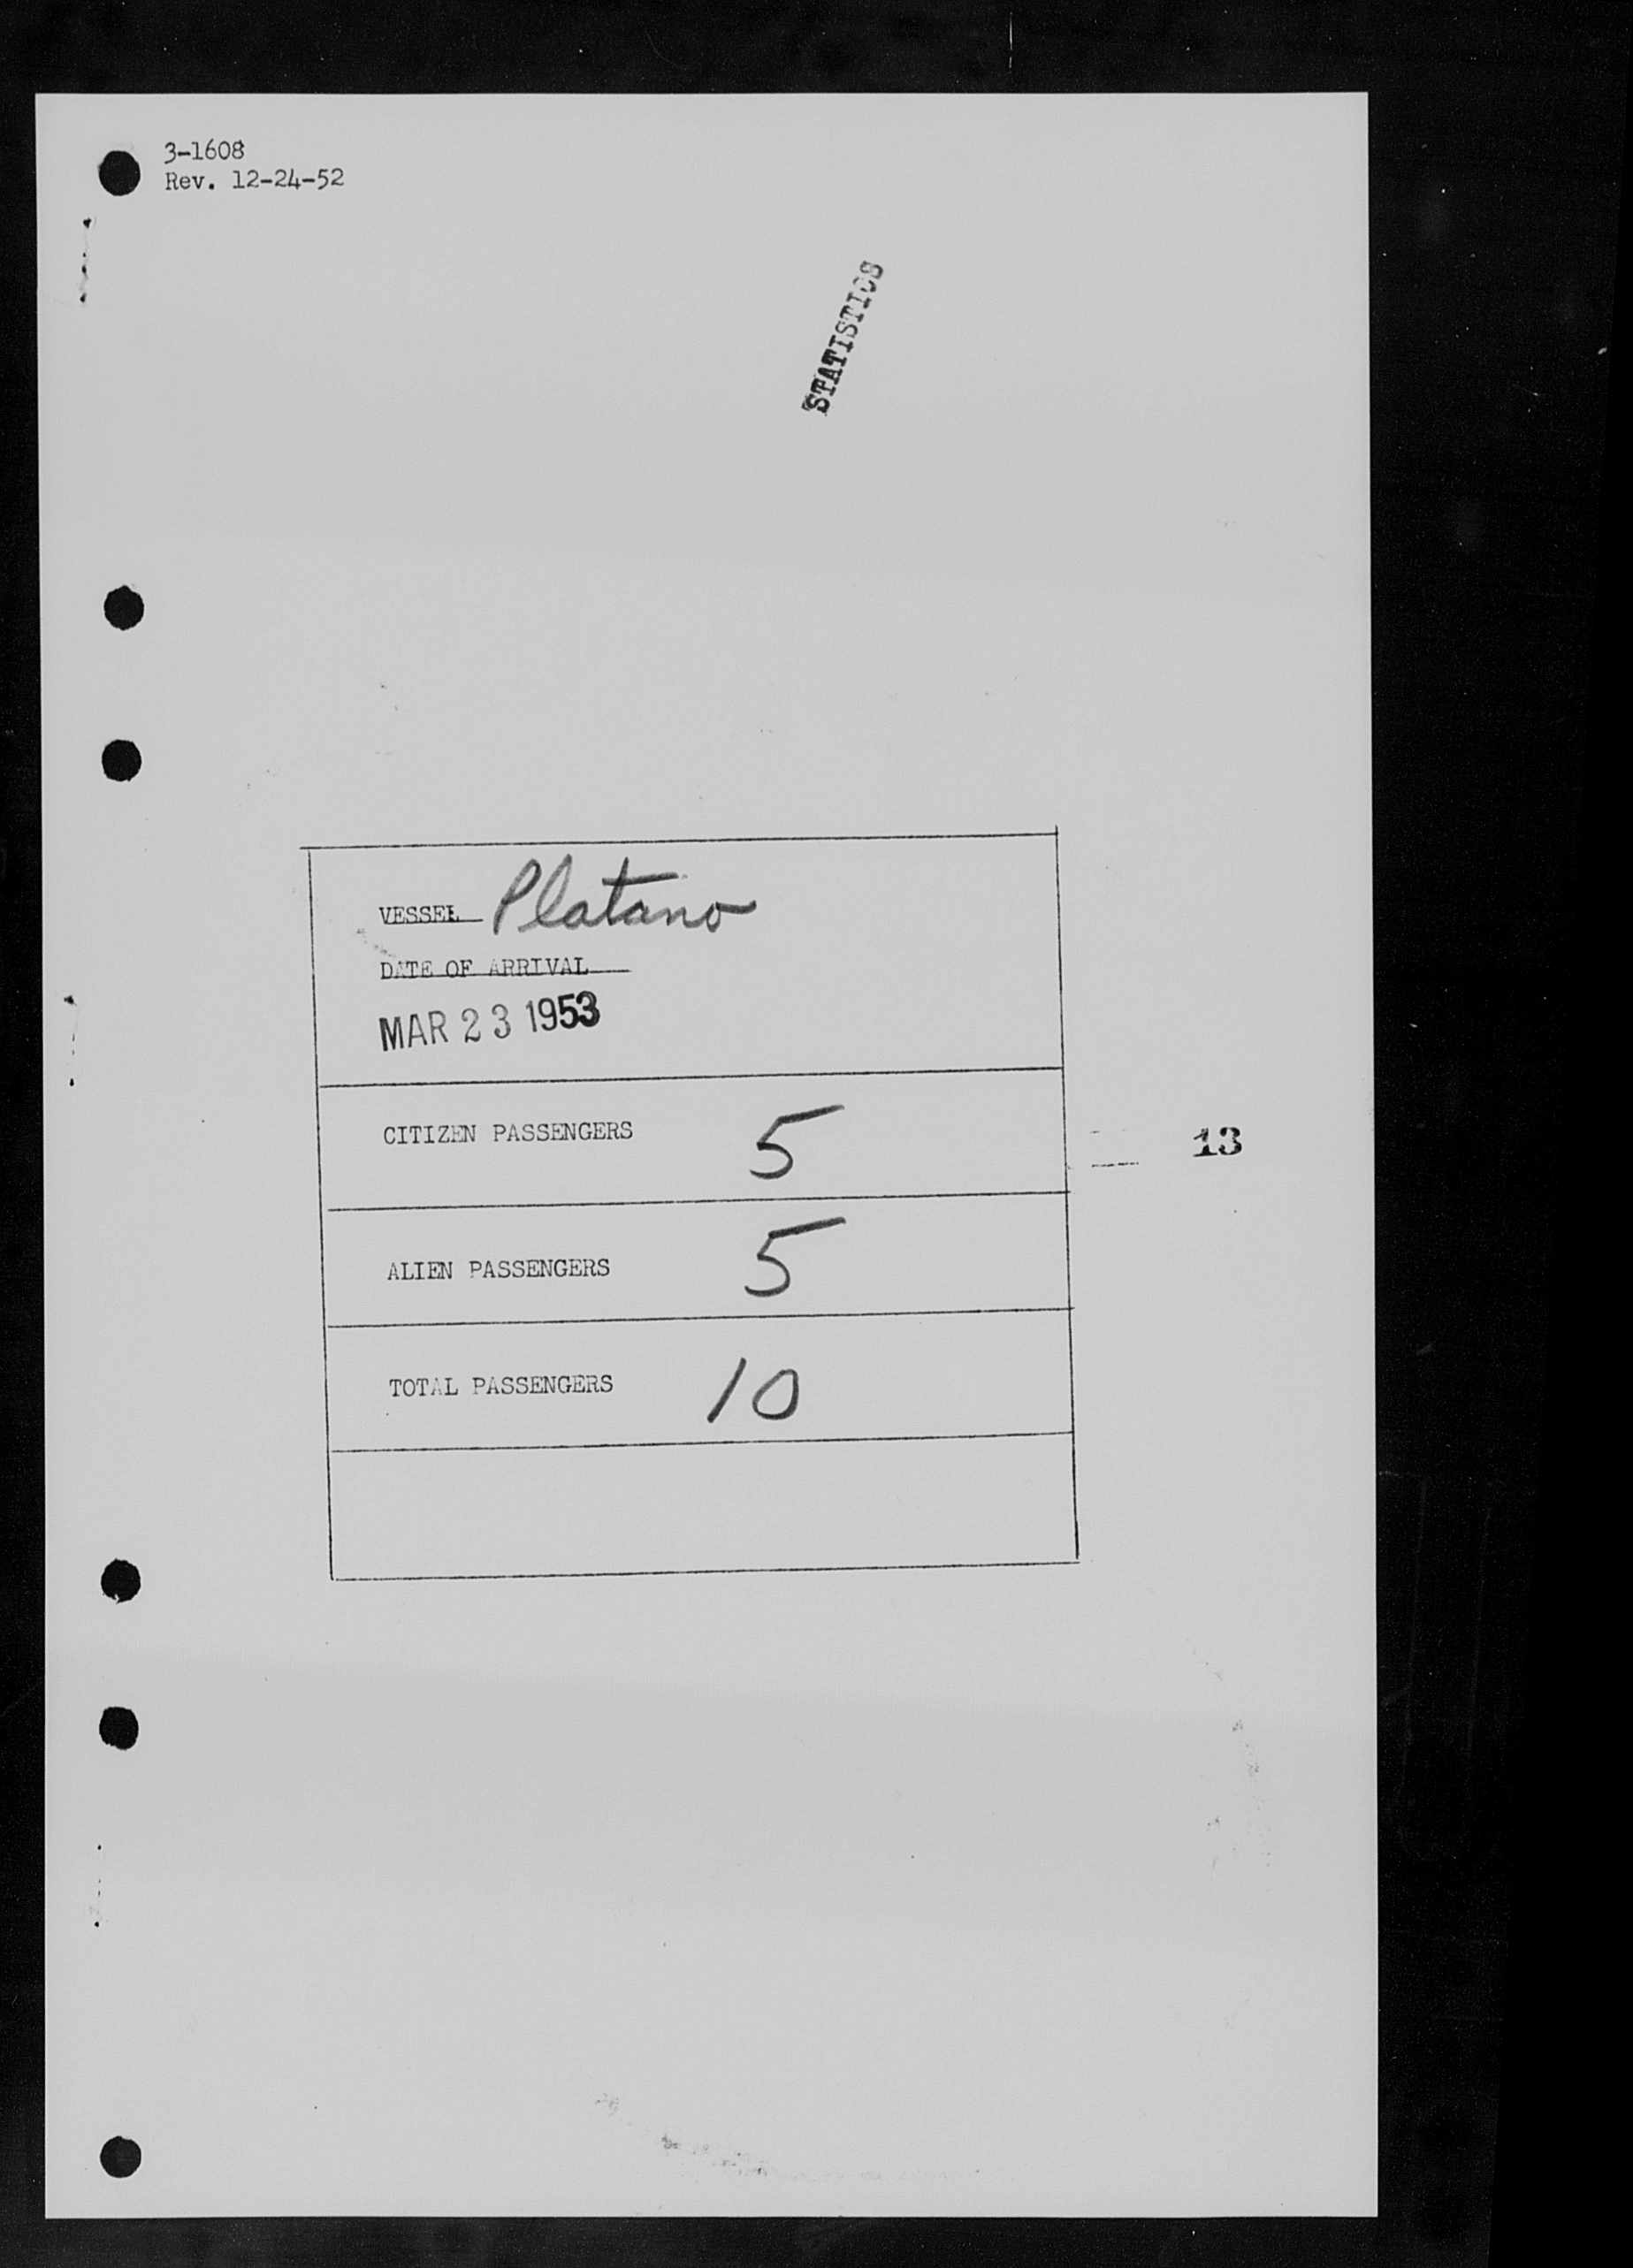 3-1608
Rev. 12-24-52
STATISTICS
VESSEL Platano
DATE OF ARRIVAL
MAR 23 1953
CITIZEN PASSENGERS 5
13
ALIEN PASSENGERS 5
TOTAL PASSENGERS 10